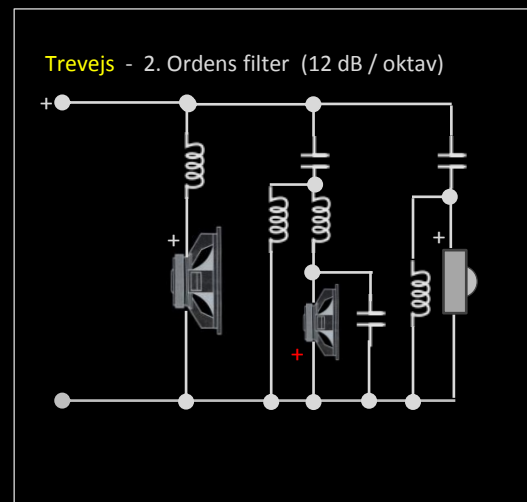 Trevejs - 2. Ordens filter (12 dB / oktav)
+
+
+
+